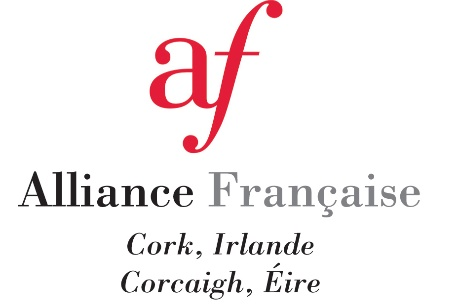 af
Alliance Française
Cork, Irlande
Corcaigh, Éire